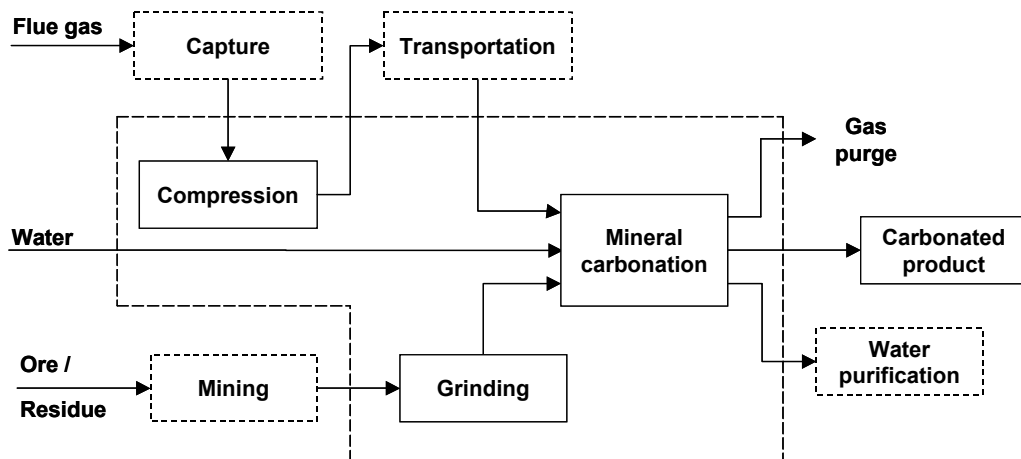 Flue gas
Capture
Transportation
Gas
purge
Compression
Water
Mineral
carbonation
Carbonated
product
Ore /
Residue
Mining
Grinding
Water
purification